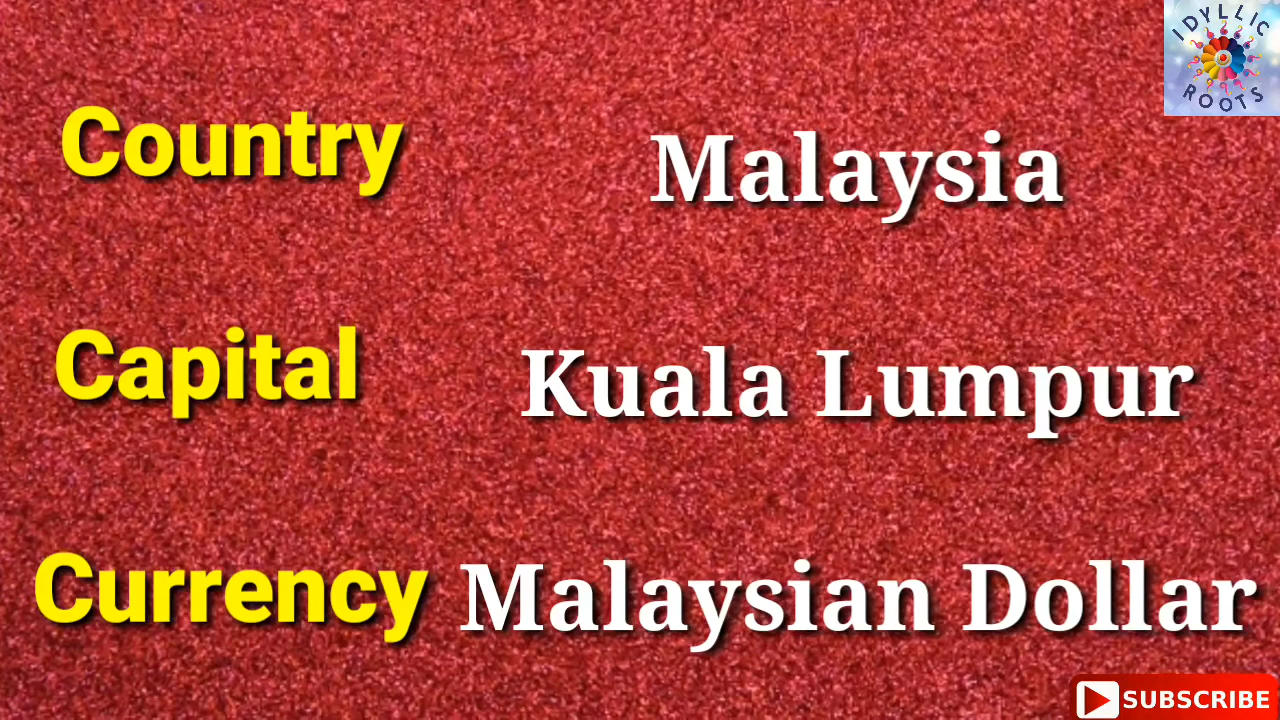 IDYLLIC
ROOTS
Country Malaysia
Capital Kuala Lumpur
Currency Malaysian Dollar
SUBSCRIBE